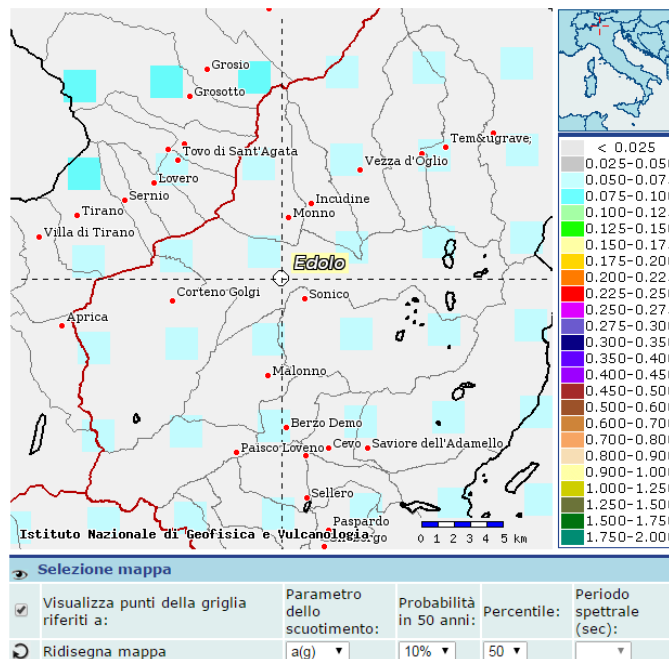 Grosio
Grosotto
Tem&ugrave;
Tovo di Sant'Agata
Vezza d'Oglio
Lovero
Sernio
Incudine
Tirano
Monno
Villa di Tirano
Edolo
Corteno Golgi
Sonico
Aprica
Malonno
Berzo Demo
Paisco Loveno
Cevo
Saviore dell'Adamello
Sellero
Paspardo
Istituto Nazionale di Geofisica e Vulcanologia
0 1 2 3 4 5 km
< 0.025
0.025-0.050
0.050-0.07
0.075-0.100
0.100-0.12
0.125-0.150
0.150-0.17
0.175-0.200
0.200-0.22
0.225-0.25
0.250-0.27
0.275-0.300
0.300-0.350
0.350-0.400
0.400-0.450
0.450-0.500
0.500-0.600
0.600-0.700
0.700-0.800
0.800-0.900
0.900-1.000
1.000-1.250
1.250-1.500
1.500-1.750
1.750-2.000
Selezione mappa
Visualizza punti della griglia riferiti a:
Parametro dello scuotimento:
Probabilità in 50 anni:
Percentile:
Periodo spettrale (sec):
Ridisegna mappa
a(g)
10%
50